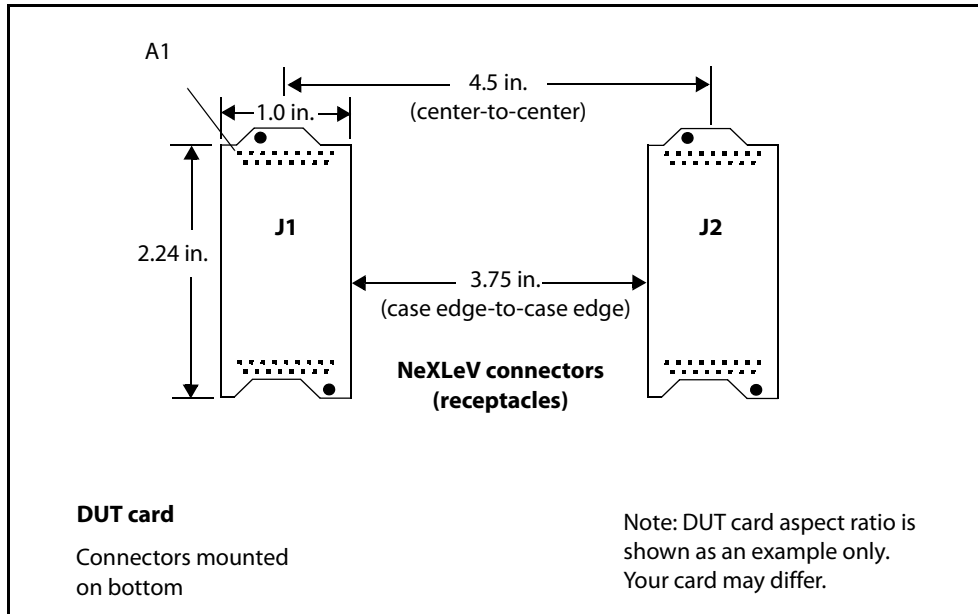 A1
4.5 in.
(center-to-center)
1.0 in.
J1
J2
2.24 in.
3.75 in.
(case edge-to-case edge)
NeXLeV connectors
(receptacles)
DUT card
Connectors mounted
on bottom
Note: DUT card aspect ratio is
shown as an example only.
Your card may differ.